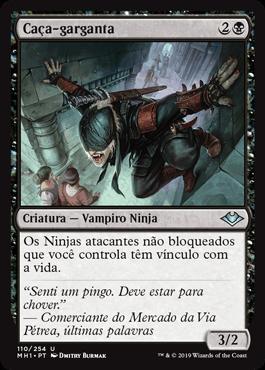 Caça-garganta 2
Criatura — Vampiro Ninja
Os Ninjas atacantes não bloqueados
que você controla têm vínculo com
a vida.
“Senti um pingo. Deve estar para
chover.”
— Comerciante do Mercado da Via
Pétrea, últimas palavras
3/2
110/254 U
MH1 • PT DMITRY BURMAK
™ & © 2019 Wizards of the Coast